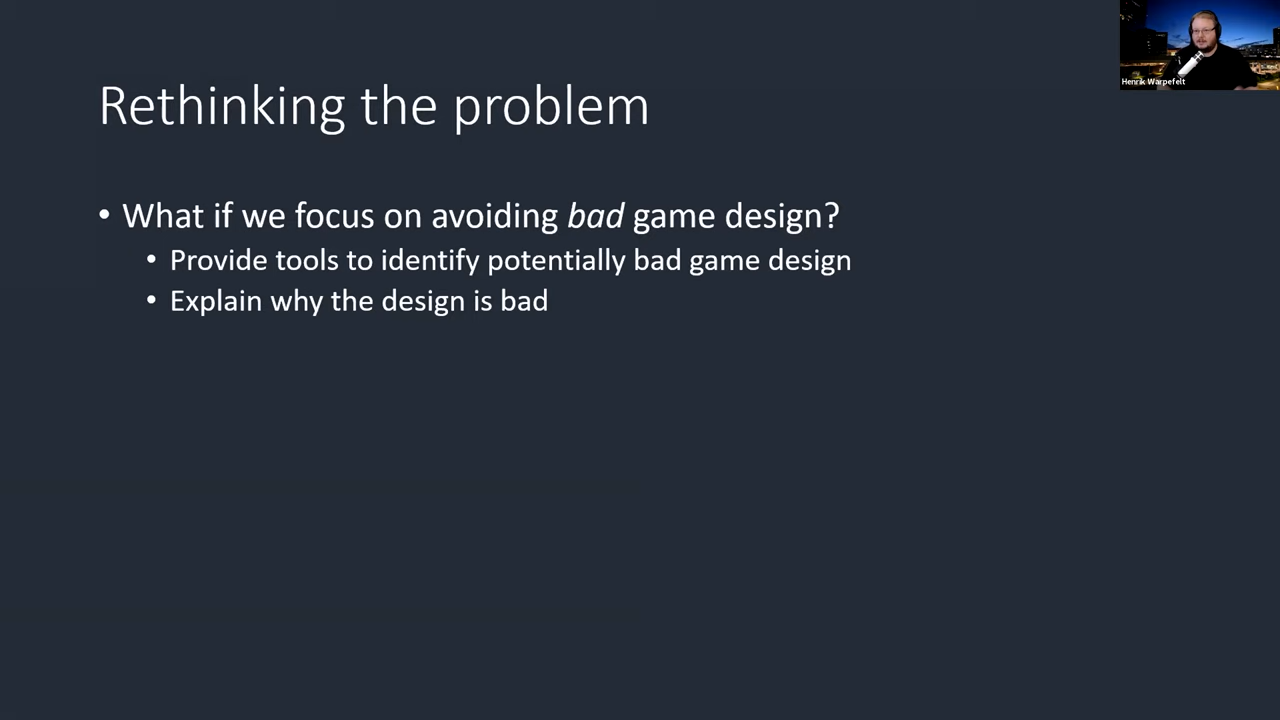 Henrik Warpefelt
Rethinking the problem
• What if we focus on avoiding bad game design?
• Provide tools to identify potentially bad game design
• Explain why the design is bad